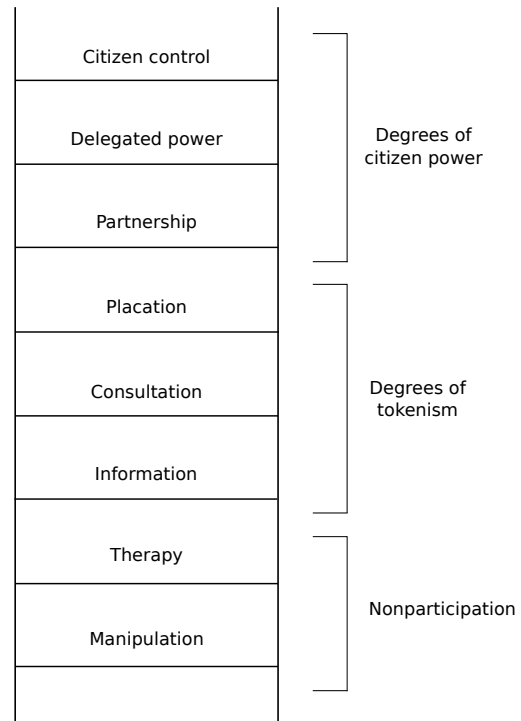 Citizen control
Delegated power
Partnership
Placation
Consultation
Information
Therapy
Manipulation
Degrees of
citizen power
Degrees of
tokenism
Nonparticipation